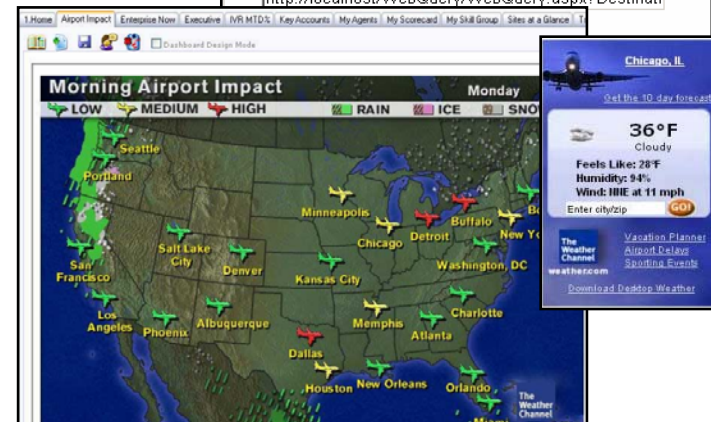 http://localhost/WebQuery/WebQuery.aspx?Destinati
1.Home Airport Impact Enterprise Now Executive IVR MTD% Key Accounts My Agents My Scorecard My Skill Group Sites at a Glance
Dashboard Design Mode
Morning Airport Impact Monday
LOW MEDIUM HIGH RAIN ICE SNOW
Seattle
Portland
Minneapolis
Buffalo
Chicago Detroit New Yo
Salt Lake City
Denver
San Francisco
Kansas City
Washington, DC
Los Angeles
Phoenix
Albuquerque
Memphis
Charlotte
Atlanta
Dallas
Houston New Orleans Orlando
Miami
The
Weather
Channel
Chicago, IL
Get the 10 day forecast
36°F
Cloudy
Feels Like: 28°F
Humidity: 94%
Wind: NNE at 11 mph
Enter city/zip GO!
The
Weather
Channel
weather.com
Vacation Planner
Airport Delays
Sporting Events
Download Desktop Weather